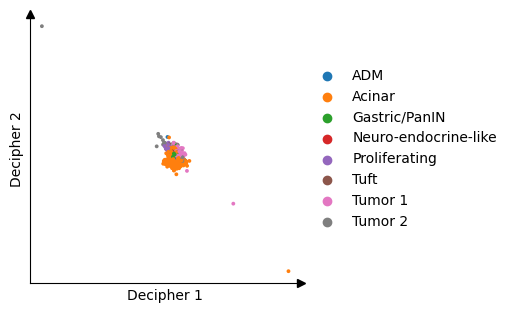 Decipher 2
Decipher 1
ADM
Acinar
Gastric/PanIN
Neuro-endocrine-like
Proliferating
Tuft
Tumor 1
Tumor 2